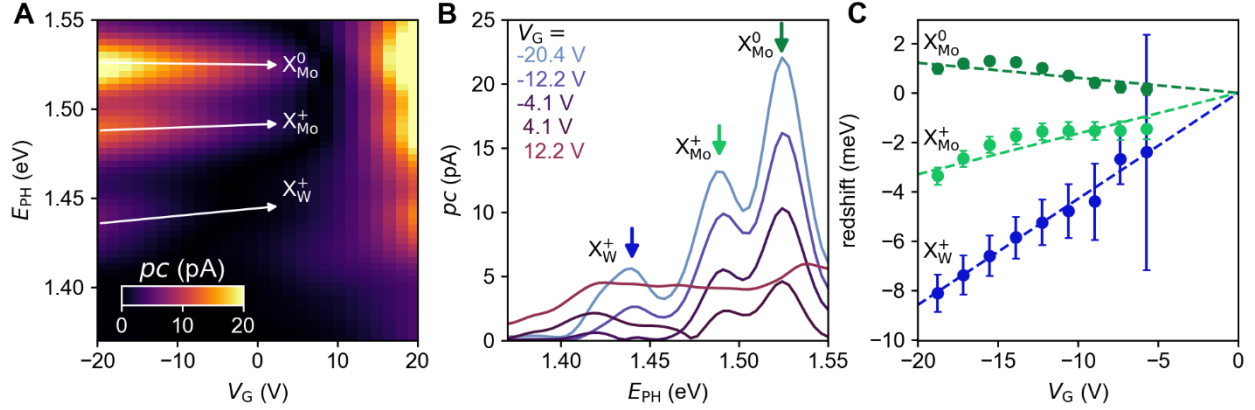 A
1.55
1.50
1.45
1.40
E_PH (eV)
X⁰_Mo
X⁺_Mo
X⁺_W
pc (pA)
0 10 20
−20 −10 0 10 20
V_G (V)
B
25
20
15
10
5
0
pc (pA)
V_G =
-20.4 V
-12.2 V
-4.1 V
4.1 V
12.2 V
X⁰_Mo
X⁺_Mo
X⁺_W
1.40 1.45 1.50 1.55
E_PH (eV)
C
2
0
−2
−4
−6
−8
−10
redshift (meV)
X⁰_Mo
X⁺_Mo
X⁺_W
−20 −15 −10 −5 0
V_G (V)